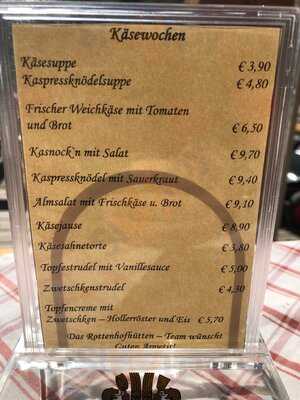 Käsewochen
Käsesuppe € 3,90
Kaspressknödelsuppe € 4,80
Frischer Weichkäse mit Tomaten
und Brot € 6,50
Kasnock`n mit Salat € 9,70
Kaspressknödel mit Sauerkraut € 9,40
Almsalat mit Frischkäse u. Brot € 9,10
Käsejause € 8,90
Käsesahnetorte € 3,80
Topfestrudel mit Vanillesauce € 5,00
Zwetschkenstrudel € 4,30
Topfencreme mit
Zwetschken – Hollerröster und Eis € 5,70
Das Rottenhofhütten – Team wünscht
Guten Appetit!